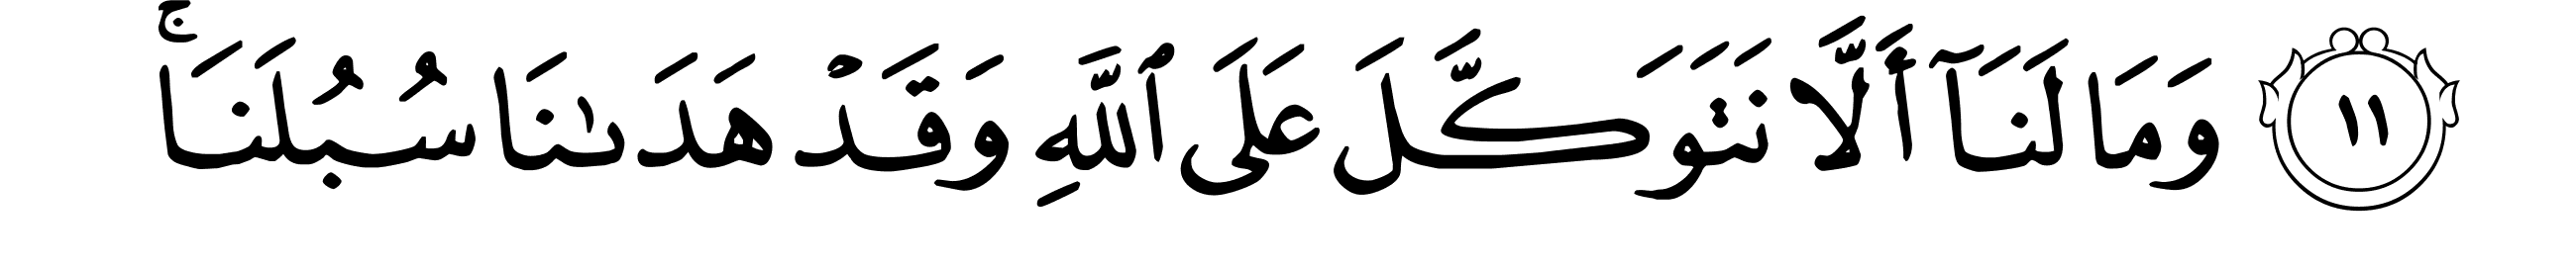 ١١ وَمَا لَنَآ أَلَّا نَتَوَكَّلَ عَلَى ٱللَّهِ وَقَدْ هَدَىٰنَا سُبُلَنَاۚ